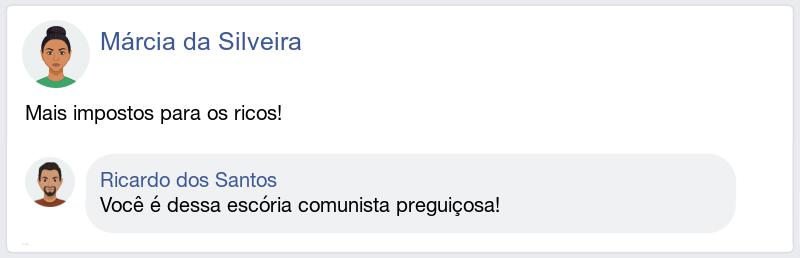 Márcia da Silveira
Mais impostos para os ricos!
Ricardo dos Santos
Você é dessa escória comunista preguiçosa!